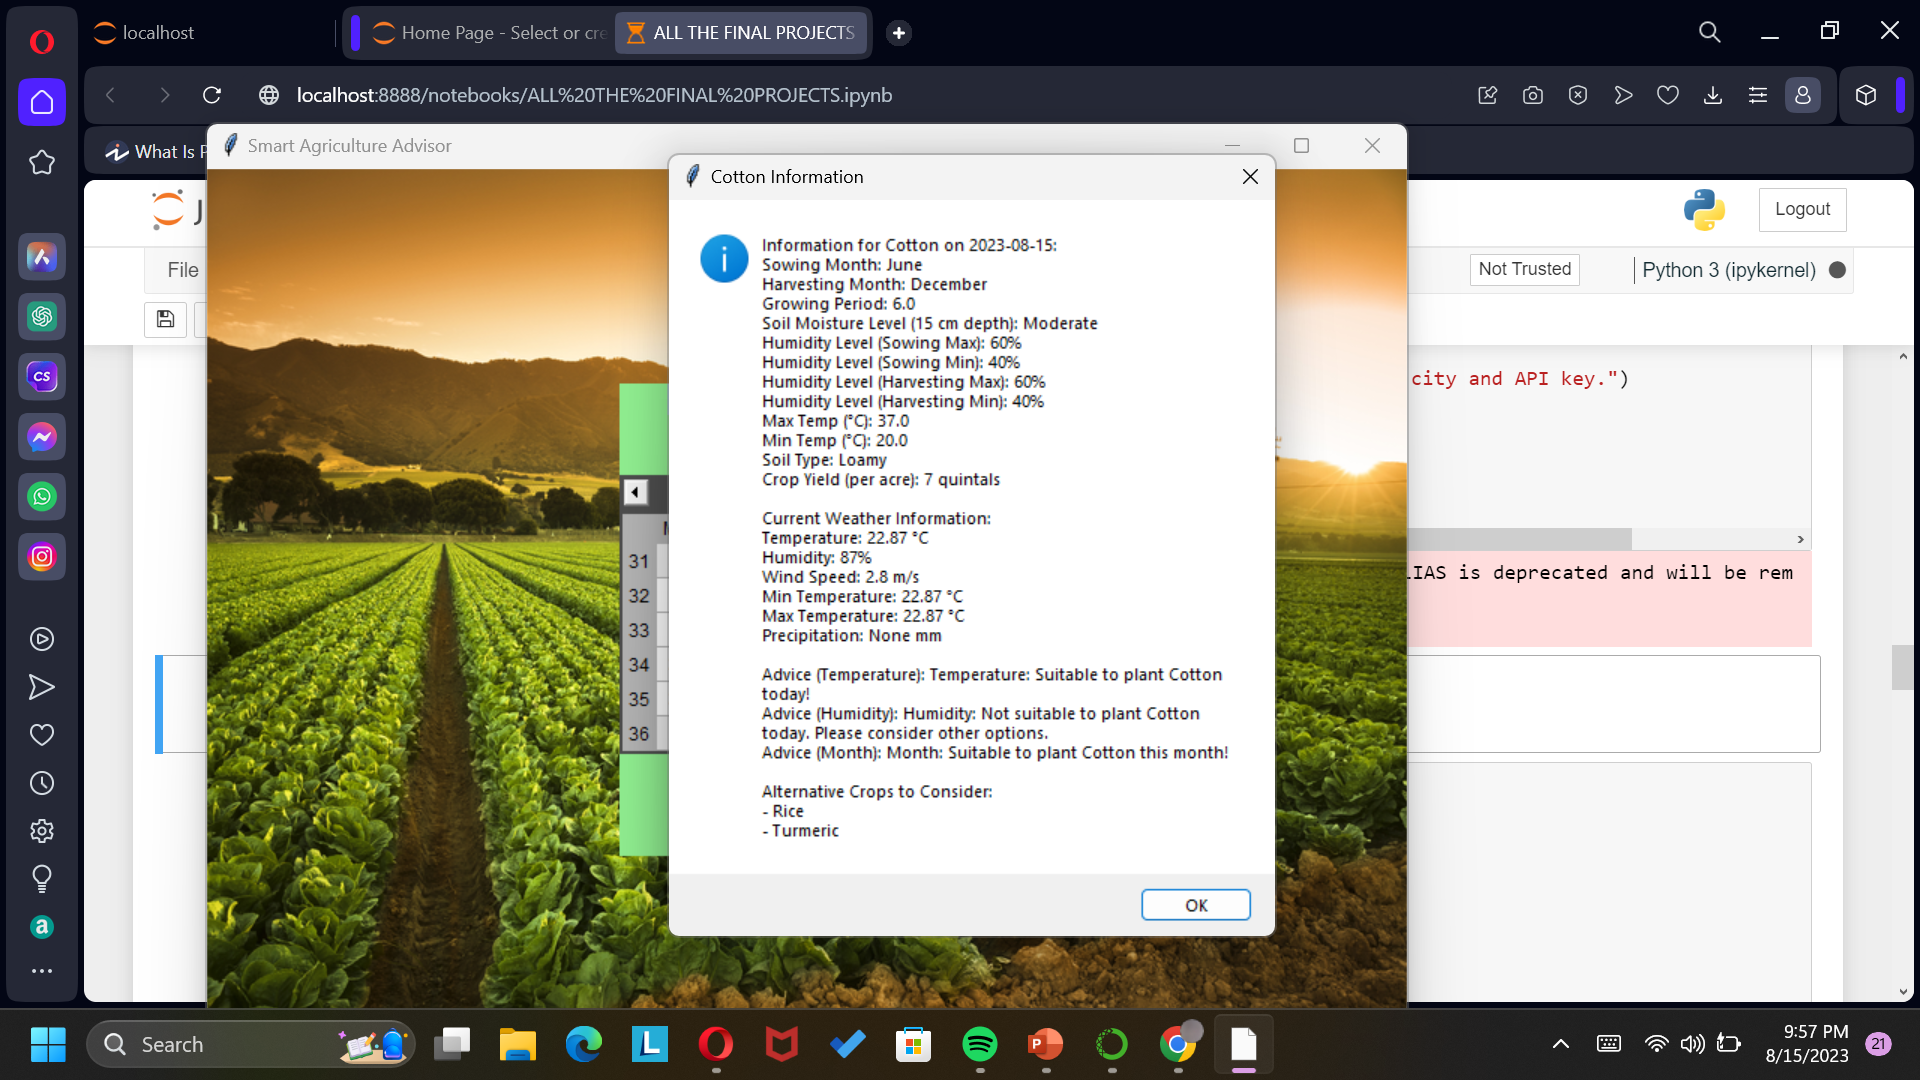 localhost
Home Page - Select or cre
ALL THE FINAL PROJECTS
localhost:8888/notebooks/ALL%20THE%20FINAL%20PROJECTS.ipynb
What Is
Smart Agriculture Advisor
Cotton Information
Logout
File
Not Trusted
Python 3 (ipykernel)
Information for Cotton on 2023-08-15:
Sowing Month: June
Harvesting Month: December
Growing Period: 6.0
Soil Moisture Level (15 cm depth): Moderate
Humidity Level (Sowing Max): 60%
Humidity Level (Sowing Min): 40%
Humidity Level (Harvesting Max): 60%
Humidity Level (Harvesting Min): 40%
Max Temp (°C): 37.0
Min Temp (°C): 20.0
Soil Type: Loamy
Crop Yield (per acre): 7 quintals
Current Weather Information:
Temperature: 22.87 °C
Humidity: 87%
Wind Speed: 2.8 m/s
Min Temperature: 22.87 °C
Max Temperature: 22.87 °C
Precipitation: None mm
Advice (Temperature): Temperature: Suitable to plant Cotton
today!
Advice (Humidity): Humidity: Not suitable to plant Cotton
today. Please consider other options.
Advice (Month): Month: Suitable to plant Cotton this month!
Alternative Crops to Consider:
- Rice
- Turmeric
OK
31
32
33
34
35
36
city and API key.")
IAS is deprecated and will be rem
CS
a
Search
L
P
9:57 PM
8/15/2023
21